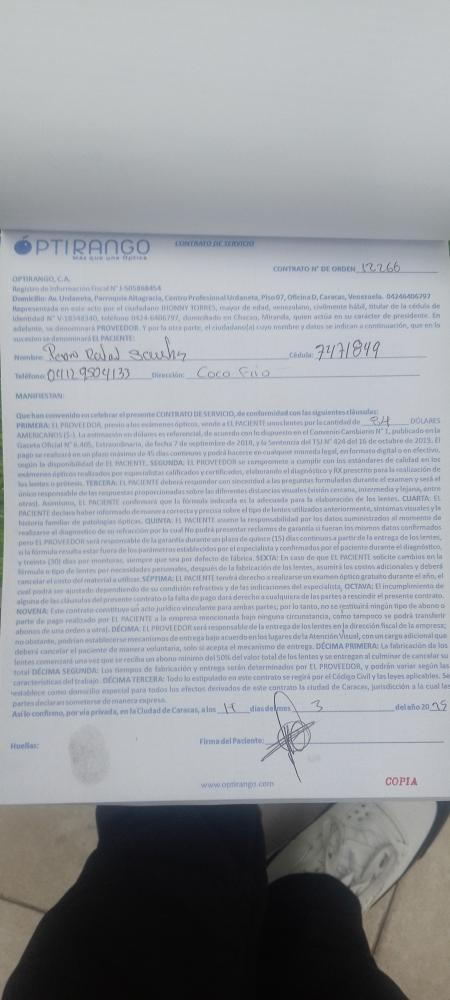 OPTIRANGO
Más que una Óptica
CONTRATO DE SERVICIO
CONTRATO N° DE ORDEN 12266
OPTIRANGO, C.A.
Registro de Información Fiscal N° J-505868454
Domicilio: Av. Urdaneta, Parroquia Altagracia, Centro Profesional Urdaneta, Piso 07, Oficina D, Caracas, Venezuela. 04246406797
Representada en este acto por el ciudadano JHONNY TORRES, mayor de edad, venezolano, civilmente hábil, titular de la cédula de
identidad N° V-18348340, teléfono 0424-6406797, domiciliado en Chacao, Miranda, quien actúa en su carácter de presidente. En
adelante, se denominará PROVEEDOR. Y por la otra parte, el ciudadano(a) cuyo nombre y datos se indican a continuación, que en lo
sucesivo se denominará EL PACIENTE:
Nombre: Cédula: 7471849
Teléfono: 04129804133 Dirección: Coco Frío
MANIFIESTAN:
Que han convenido en celebrar el presente CONTRATO DE SERVICIO, de conformidad con las siguientes cláusulas:
PRIMERA: EL PROVEEDOR, previo a los exámenes ópticos, vende a EL PACIENTE unos lentes por la cantidad de 84 DÓLARES
AMERICANOS ($-). La estimación en dólares es referencial, de acuerdo con lo dispuesto en el Convenio Cambiario N° 1, publicado en la
Gaceta Oficial N° 6.405, Extraordinaria, de fecha 7 de septiembre de 2018, y la Sentencia del TSJ N° 424 del 16 de octubre de 2019. El
pago se realizará en un plazo máximo de 45 días continuos y podrá hacerse en cualquier moneda legal, en formato digital o en efectivo,
según la disponibilidad de EL PACIENTE. SEGUNDA: EL PROVEEDOR se compromete a cumplir con los estándares de calidad en los
exámenes ópticos realizados por especialistas calificados y certificados, elaborando el diagnóstico y RX prescrito para la realización de
los lentes o prótesis. TERCERA: EL PACIENTE deberá responder con sinceridad a las preguntas formuladas durante el examen y será el
único responsable de las respuestas proporcionadas sobre las diferentes distancias visuales (visión cercana, intermedia y lejana, entre
otras). Asimismo, EL PACIENTE confirmará que la fórmula indicada es la adecuada para la elaboración de los lentes. CUARTA: EL
PACIENTE declara haber informado de manera correcta y precisa sobre el tipo de lentes utilizados anteriormente, síntomas visuales y la
historia familiar de patologías ópticas. QUINTA: EL PACIENTE asume la responsabilidad por los datos suministrados al momento de
realizarse el diagnóstico de su refracción por lo cual No podrá presentar reclamos de garantía si fueran los mismos datos confirmados
pero EL PROVEEDOR será responsable de la garantía durante un plazo de quince (15) días continuos a partir de la entrega de los lentes,
si la fórmula resulta estar fuera de los parámetros establecidos por el especialista y confirmados por el paciente durante el diagnóstico,
y treinta (30) días por monturas, siempre que sea por defecto de fábrica. SEXTA: En caso de que EL PACIENTE solicite cambios en la
fórmula o tipo de lentes por necesidades personales, después de la fabricación de los lentes, asumirá los costos adicionales y deberá
cancelar el costo del material a utilizar. SÉPTIMA: EL PACIENTE tendrá derecho a realizarse un examen óptico gratuito durante el año, el
cual podrá ser ajustado dependiendo de su condición refractiva y de las indicaciones del especialista. OCTAVA: El incumplimiento de
alguna de las cláusulas del presente contrato o la falta de pago dará derecho a cualquiera de las partes a rescindir el presente contrato.
NOVENA: Este contrato constituye un acto jurídico vinculante para ambas partes; por lo tanto, no se restituirá ningún tipo de abono o
parte de pago realizado por EL PACIENTE a la empresa mencionada bajo ninguna circunstancia, como tampoco se podrá transferir
abonos de una orden a otra). DÉCIMA: EL PROVEEDOR será responsable de la entrega de los lentes en la dirección fiscal de la empresa;
no obstante, podrían establecerse mecanismos de entrega bajo acuerdo en los lugares de la Atención Visual, con un cargo adicional que
deberá cancelar el paciente de manera voluntaria, solo si acepta el mecanismo de entrega. DÉCIMA PRIMERA: La fabricación de los
lentes comenzará una vez que se reciba un abono mínimo del 50% del valor total de los lentes y se entregan al culminar de cancelar su
total DÉCIMA SEGUNDA: Los tiempos de fabricación y entrega serán determinados por EL PROVEEDOR, y podrán variar según las
características del trabajo. DÉCIMA TERCERA: Todo lo estipulado en este contrato se regirá por el Código Civil y las leyes aplicables. Se
establece como domicilio especial para todos los efectos derivados de este contrato la ciudad de Caracas, jurisdicción a la cual las
partes declaran someterse de manera expresa.
Así lo confirmo, por vía privada, en la Ciudad de Caracas, a los 14 días del mes 3 del año 2025
Huellas: Firma del Paciente:
www.optirango.com
COPIA